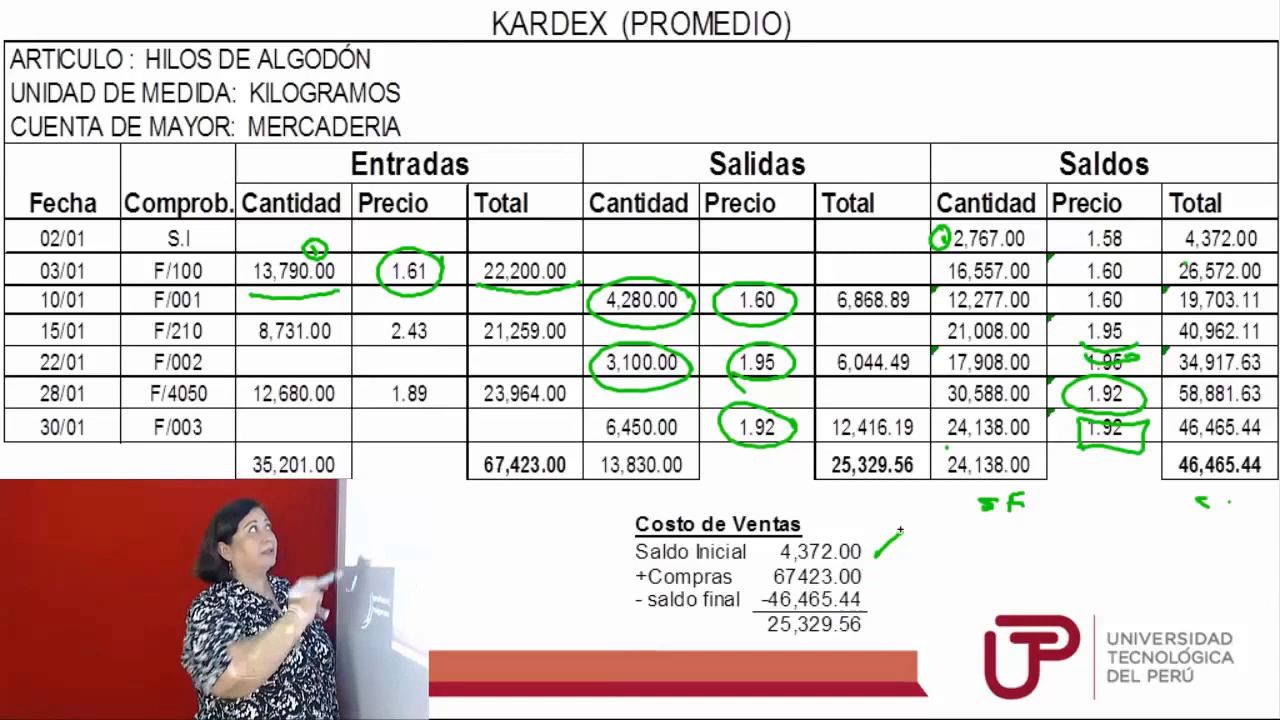 KARDEX (PROMEDIO)
ARTICULO : HILOS DE ALGODÓN
UNIDAD DE MEDIDA: KILOGRAMOS
CUENTA DE MAYOR: MERCADERIA
Entradas Salidas Saldos
Fecha Comprob. Cantidad Precio Total Cantidad Precio Total Cantidad Precio Total
02/01 S.I 2,767.00 1.58 4,372.00
03/01 F/100 13,790.00 1.61 22,200.00 16,557.00 1.60 26,572.00
10/01 F/001 4,280.00 1.60 6,868.89 12,277.00 1.60 19,703.11
15/01 F/210 8,731.00 2.43 21,259.00 21,008.00 1.95 40,962.11
22/01 F/002 3,100.00 1.95 6,044.49 17,908.00 1.95 34,917.63
28/01 F/4050 12,680.00 1.89 23,964.00 30,588.00 1.92 58,881.63
30/01 F/003 6,450.00 1.92 12,416.19 24,138.00 1.92 46,465.44
35,201.00 67,423.00 13,830.00 25,329.56 24,138.00 46,465.44
SF
Costo de Ventas
Saldo Inicial 4,372.00
+Compras 67423.00
- saldo final -46,465.44
25,329.56
UTP
UNIVERSIDAD
TECNOLÓGICA
DEL PERÚ